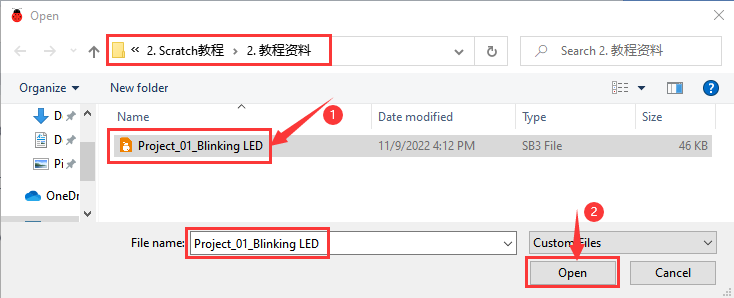 Open
« 2. Scratch教程 > 2. 教程资料
Search 2. 教程资料
Organize
New folder
Name
Date modified
Type
Size
D
D
Pi
OneDr
Project_01_Blinking LED
11/9/2022 4:12 PM
SB3 File
46 KB
1
2
File name:
Project_01_Blinking LED
Custom Files
Open
Cancel